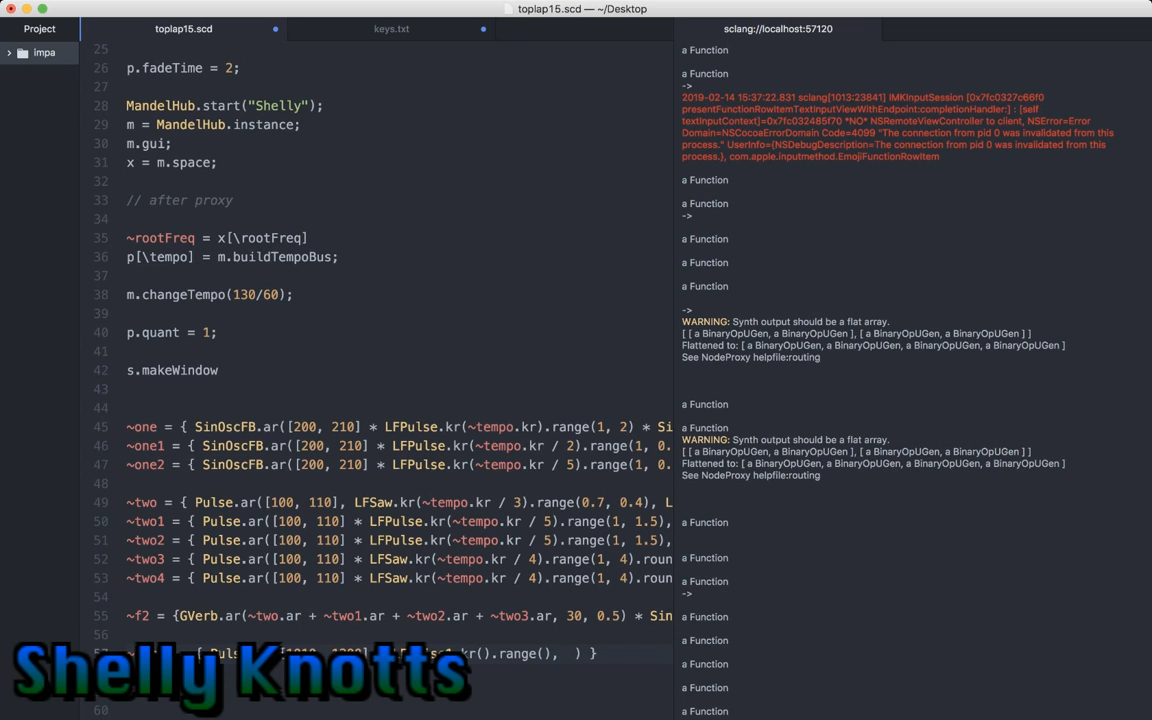 toplap15.scd — ~/Desktop
Project
toplap15.scd
keys.txt
sclang://localhost:57120
impa
25
26 p.fadeTime = 2;
27
28 MandelHub.start("Shelly");
29 m = MandelHub.instance;
30 m.gui;
31 x = m.space;
32
33 // after proxy
34
35 ~rootFreq = x[\rootFreq]
36 p[\tempo] = m.buildTempoBus;
37
38 m.changeTempo(130/60);
39
40 p.quant = 1;
41
42 s.makeWindow
43
44
45 ~one = { SinOscFB.ar([200, 210] * LFPulse.kr(~tempo.kr).range(1, 2) * Si
46 ~one1 = { SinOscFB.ar([200, 210] * LFPulse.kr(~tempo.kr / 2).range(1, 0.
47 ~one2 = { SinOscFB.ar([200, 210] * LFPulse.kr(~tempo.kr / 5).range(1, 0.
48
49 ~two = { Pulse.ar([100, 110], LFSaw.kr(~tempo.kr / 3).range(0.7, 0.4), L
50 ~two1 = { Pulse.ar([100, 110] * LFPulse.kr(~tempo.kr / 5).range(1, 1.5),
51 ~two2 = { Pulse.ar([100, 110] * LFPulse.kr(~tempo.kr / 5).range(1, 1.5),
52 ~two3 = { Pulse.ar([100, 110] * LFSaw.kr(~tempo.kr / 4).range(1, 4).roun
53 ~two4 = { Pulse.ar([100, 110] * LFSaw.kr(~tempo.kr / 4).range(1, 4).roun
54
55 ~f2 = {GVerb.ar(~two.ar + ~two1.ar + ~two2.ar + ~two3.ar, 30, 0.5) * Sin
56
kr().range(), ) }
60
Shelly Knotts
a Function
a Function
->
2019-02-14 15:37:22.831 sclang[1013:23841] IMKInputSession [0x7fc0327c66f0
presentFunctionRowItemTextInputViewWithEndpoint:completionHandler:] : [self
textInputContext]=0x7fc032485f70 *NO* NSRemoteViewController to client, NSError=Error
Domain=NSCocoaErrorDomain Code=4099 "The connection from pid 0 was invalidated from this
process." UserInfo={NSDebugDescription=The connection from pid 0 was invalidated from this
process.}, com.apple.inputmethod.EmojiFunctionRowItem
a Function
a Function
->
a Function
a Function
a Function
->
WARNING: Synth output should be a flat array.
[ [ a BinaryOpUGen, a BinaryOpUGen ], [ a BinaryOpUGen, a BinaryOpUGen ] ]
Flattened to: [ a BinaryOpUGen, a BinaryOpUGen, a BinaryOpUGen, a BinaryOpUGen ]
See NodeProxy helpfile:routing
a Function
a Function
WARNING: Synth output should be a flat array.
[ [ a BinaryOpUGen, a BinaryOpUGen ], [ a BinaryOpUGen, a BinaryOpUGen ] ]
Flattened to: [ a BinaryOpUGen, a BinaryOpUGen, a BinaryOpUGen, a BinaryOpUGen ]
See NodeProxy helpfile:routing
a Function
a Function
a Function
->
a Function
a Function
a Function
a Function
a Function